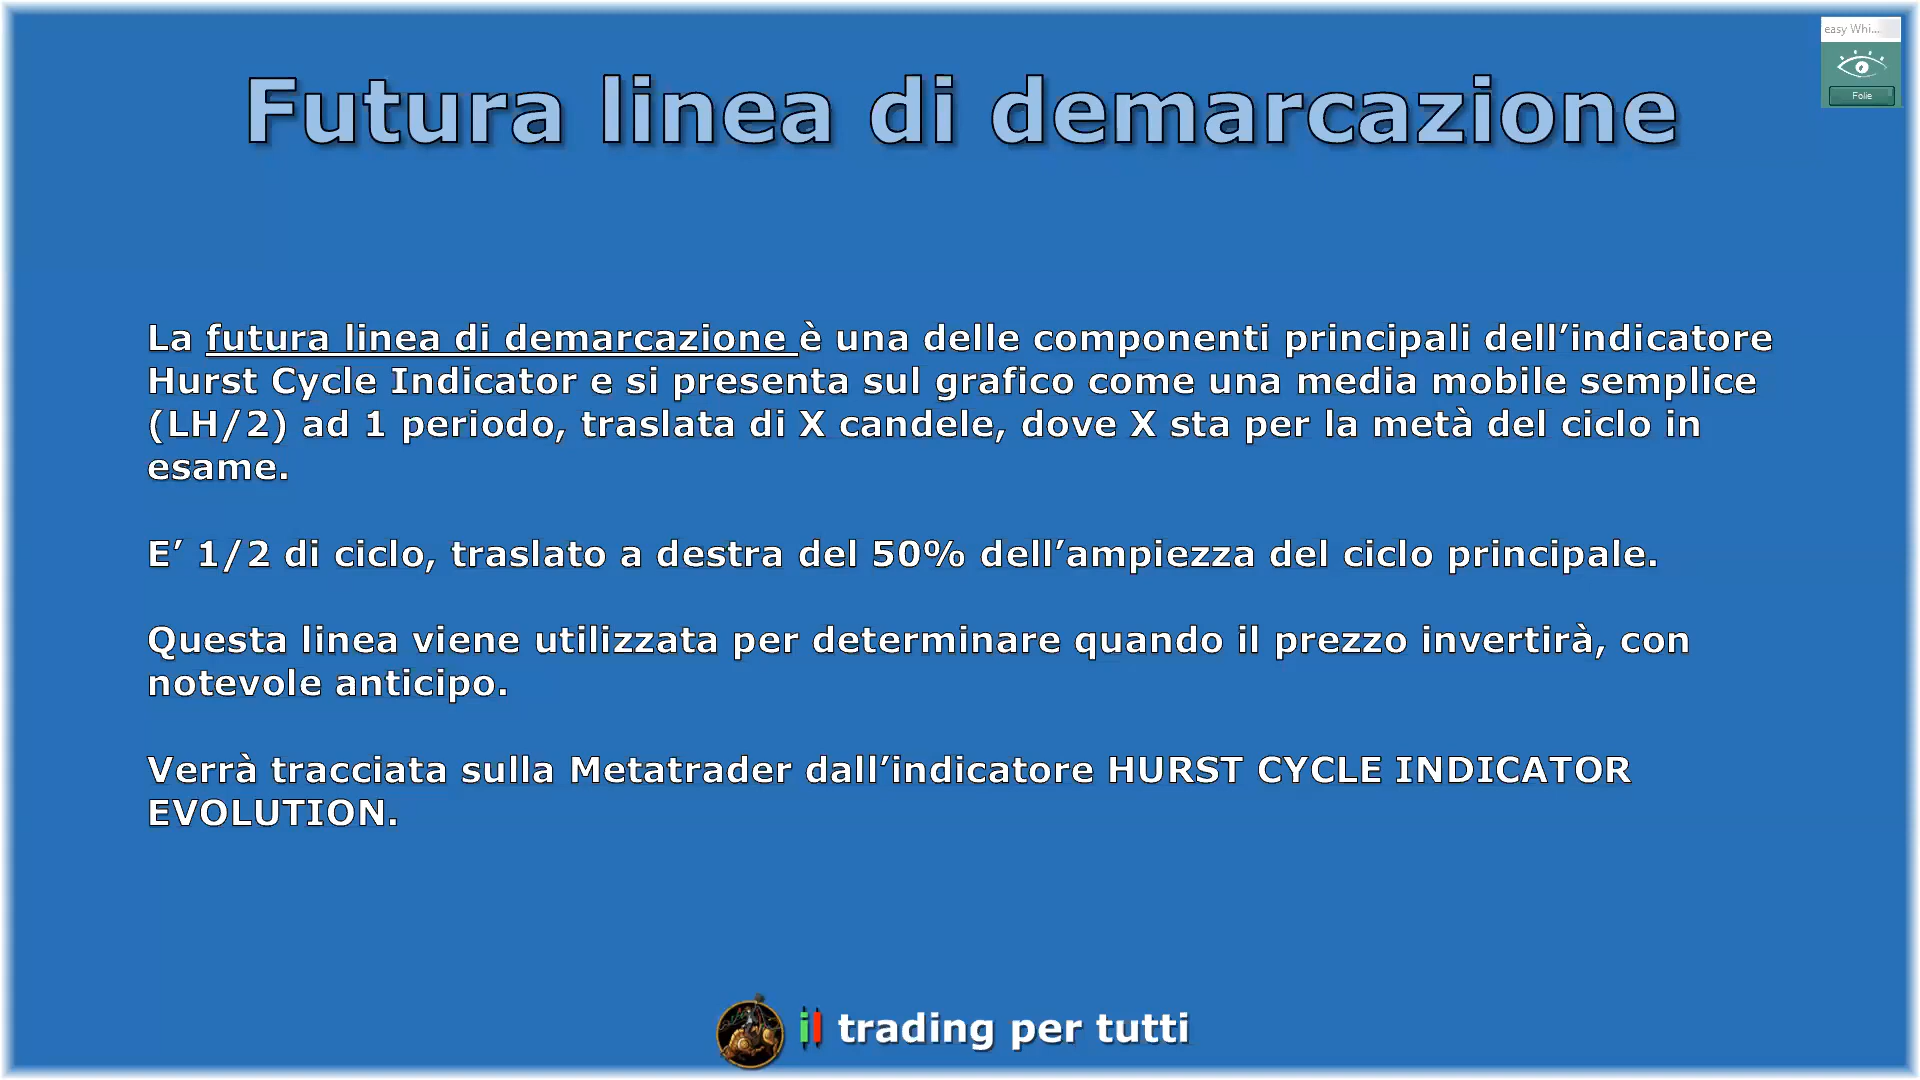 easy Whi...
Folie
Futura linea di demarcazione
La futura linea di demarcazione è una delle componenti principali dell’indicatore
Hurst Cycle Indicator e si presenta sul grafico come una media mobile semplice
(LH/2) ad 1 periodo, traslata di X candele, dove X sta per la metà del ciclo in
esame.
E’ 1/2 di ciclo, traslato a destra del 50% dell’ampiezza del ciclo principale.
Questa linea viene utilizzata per determinare quando il prezzo invertirà, con
notevole anticipo.
Verrà tracciata sulla Metatrader dall’indicatore HURST CYCLE INDICATOR
EVOLUTION.
il trading per tutti